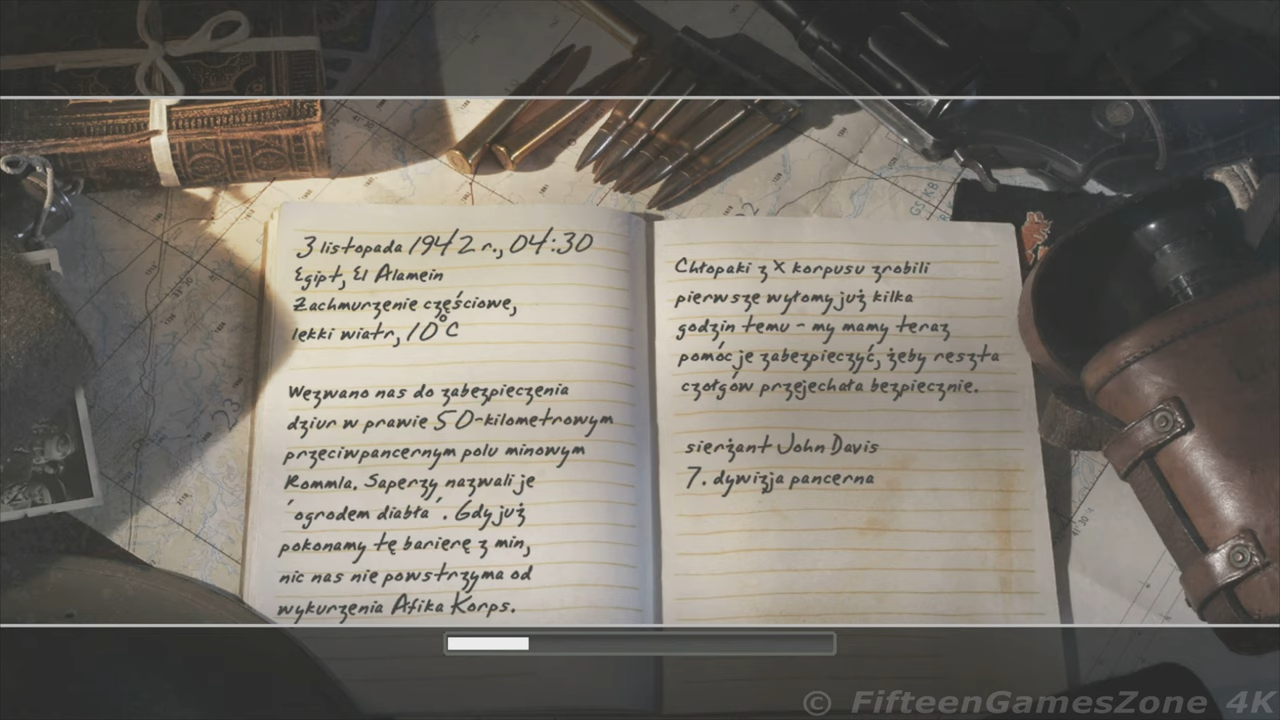 3 listopada 1942 r., 04:30
Egipt, El Alamein
Zachmurzenie częściowe,
lekki wiatr, 10°C
Wezwano nas do zabezpieczenia
dziur w prawie 50-kilometrowym
przeciwpancernym polu minowym
Rommla. Saperzy nazwali je
'ogrodem diabła'. Gdy już
pokonamy tę barierę z min,
nic nas nie powstrzyma od
wykurzenia Afika Korps.
Chłopaki z X korpusu zrobili
pierwsze wyłomy już kilka
godzin temu - my mamy teraz
pomóc je zabezpieczyć, żeby reszta
czołgów przejechała bezpiecznie.
sierżant John Davis
7. dywizja pancerna
GS KB
23
© FifteenGamesZone 4K